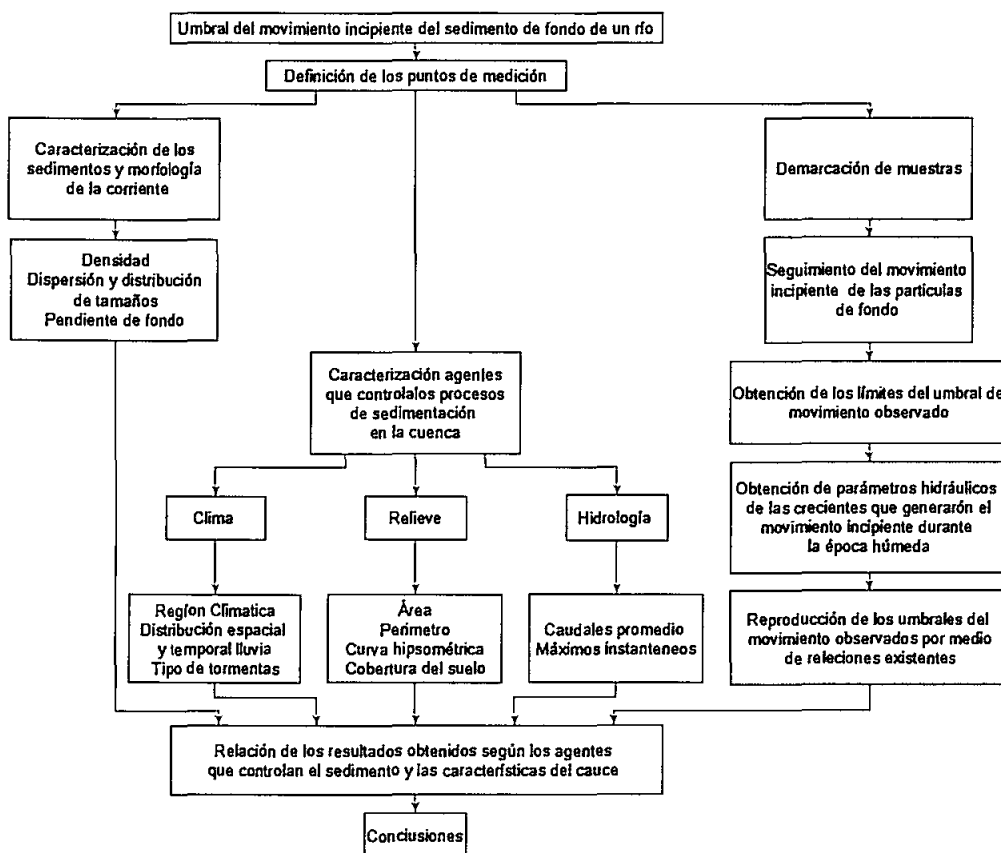 Umbral del movimiento incipiente del sedimento de fondo de un río
Definición de los puntos de medición
Caracterización de los
sedimentos y morfología
de la corriente
Demarcación de muestras
Densidad
Dispersión y distribución
de tamaños
Pendiente de fondo
Seguimiento del movimiento
incipiente de las partículas
de fondo
Caracterización agentes
que controlalos procesos
de sedimentación
en la cuenca
Obtención de los límites del umbral de
movimiento observado
Clima
Relieve
Hidrología
Obtención de parámetros hidráulicos
de las crecientes que generarón el
movimiento incipiente durante
la época húmeda
Región Climatica
Distribución espacial
y temporal lluvia
Tipo de tormentas
Área
Perímetro
Curva hipsométrica
Cobertura del suelo
Caudales promedio
Máximos instanteneos
Reproducción de los umbrales del
movimiento observados por medio
de relaciones existentes
Relación de los resultados obtenidos según los agentes
que controlan el sedimento y las características del cauce
Conclusiones